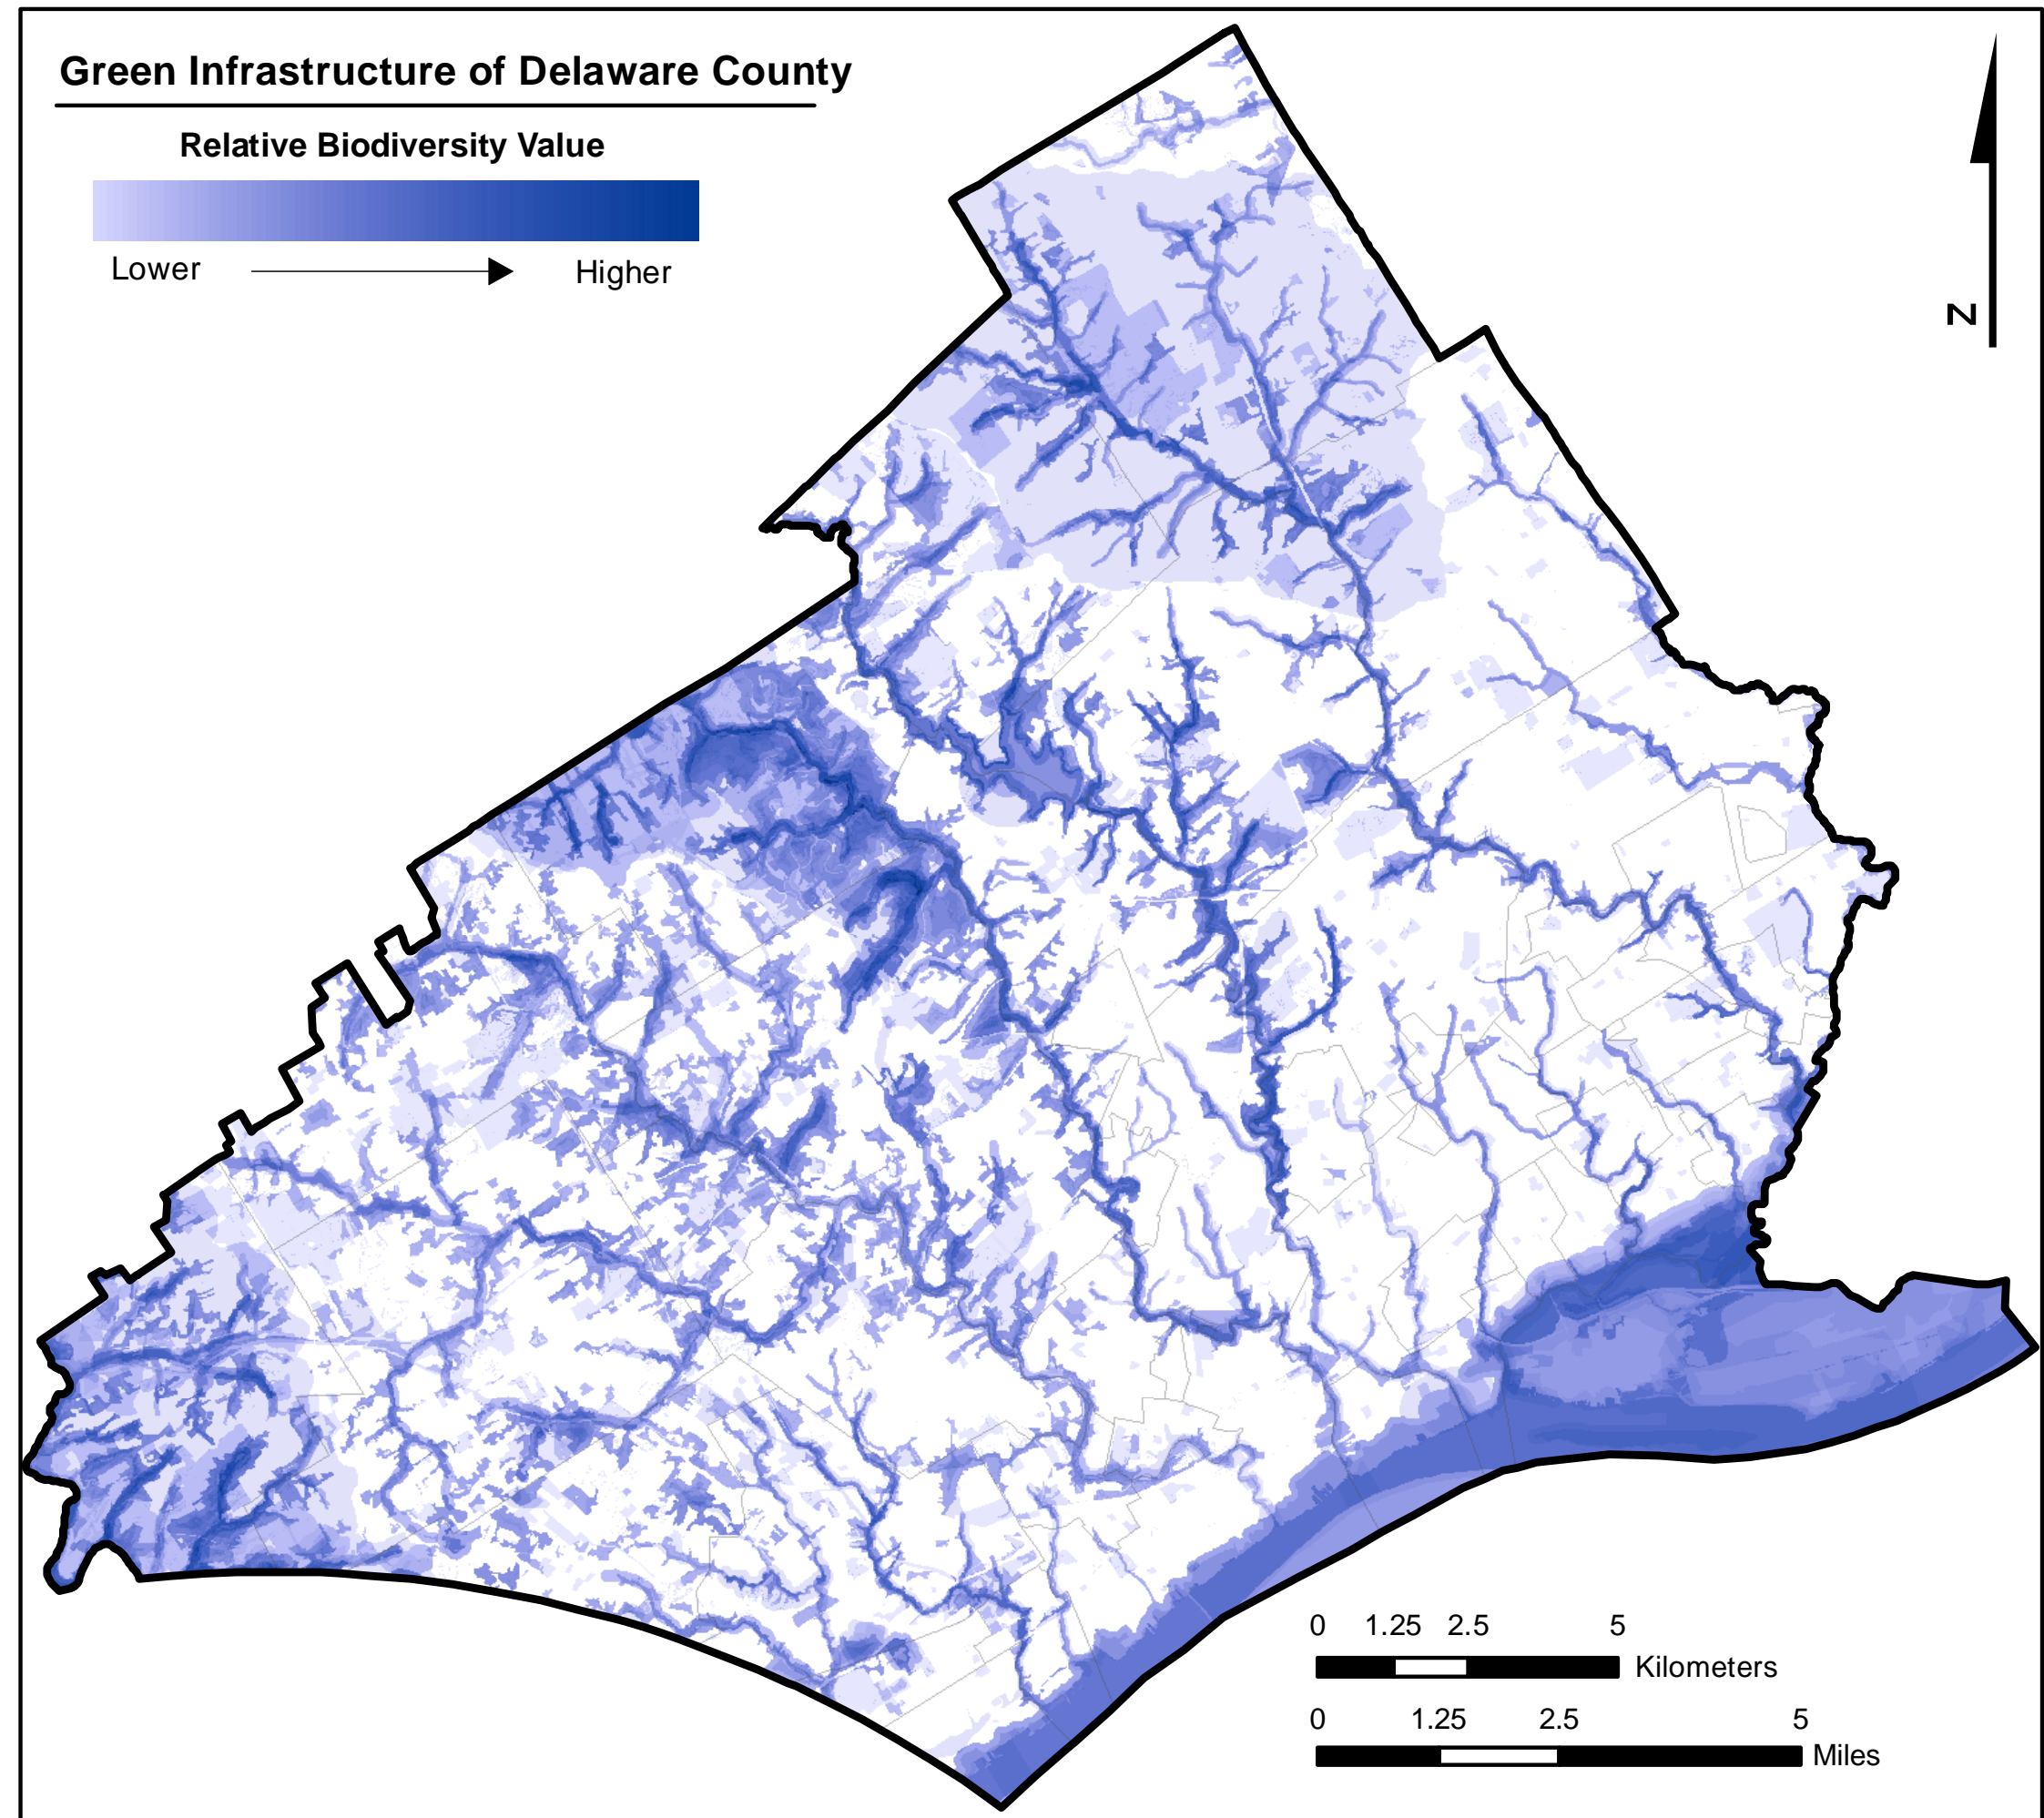 Green Infrastructure of Delaware County
Relative Biodiversity Value
Lower Higher
N
0 1.25 2.5 5
Kilometers
0 1.25 2.5 5
Miles